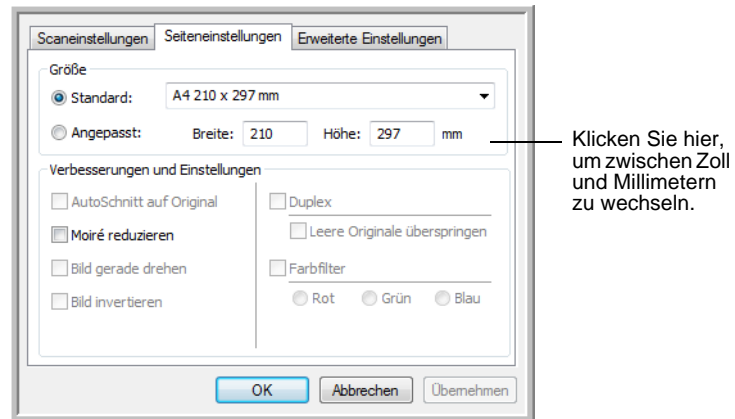 Scaneinstellungen Seiteneinstellungen Erweiterte Einstellungen
Größe
Standard: A4 210 x 297 mm
Angepasst: Breite: 210 Höhe: 297 mm
Klicken Sie hier,
um zwischen Zoll
und Millimetern
zu wechseln.
Verbesserungen und Einstellungen
AutoSchnitt auf Original
Moiré reduzieren
Bild gerade drehen
Bild invertieren
Duplex
Leere Originale überspringen
Farbfilter
Rot Grün Blau
OK Abbrechen Übernehmen